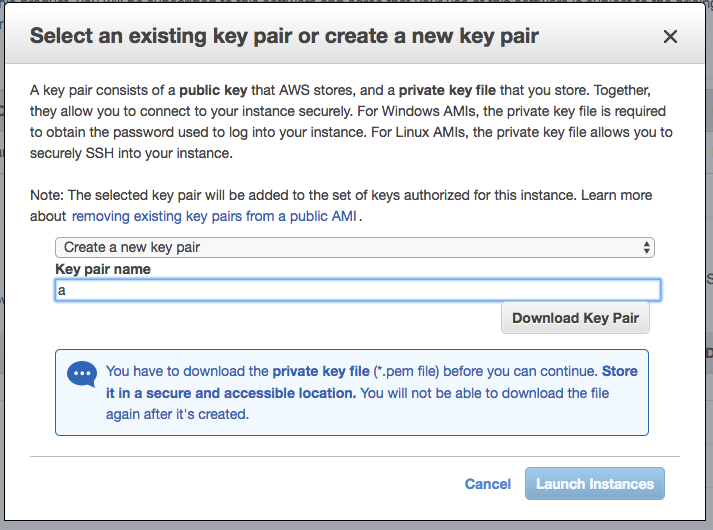 Select an existing key pair or create a new key pair
A key pair consists of a public key that AWS stores, and a private key file that you store. Together,
they allow you to connect to your instance securely. For Windows AMIs, the private key file is required
to obtain the password used to log into your instance. For Linux AMIs, the private key file allows you to
securely SSH into your instance.
Note: The selected key pair will be added to the set of keys authorized for this instance. Learn more
about removing existing key pairs from a public AMI.
Create a new key pair
Key pair name
a
Download Key Pair
You have to download the private key file (*.pem file) before you can continue. Store
it in a secure and accessible location. You will not be able to download the file
again after it's created.
Cancel Launch Instances